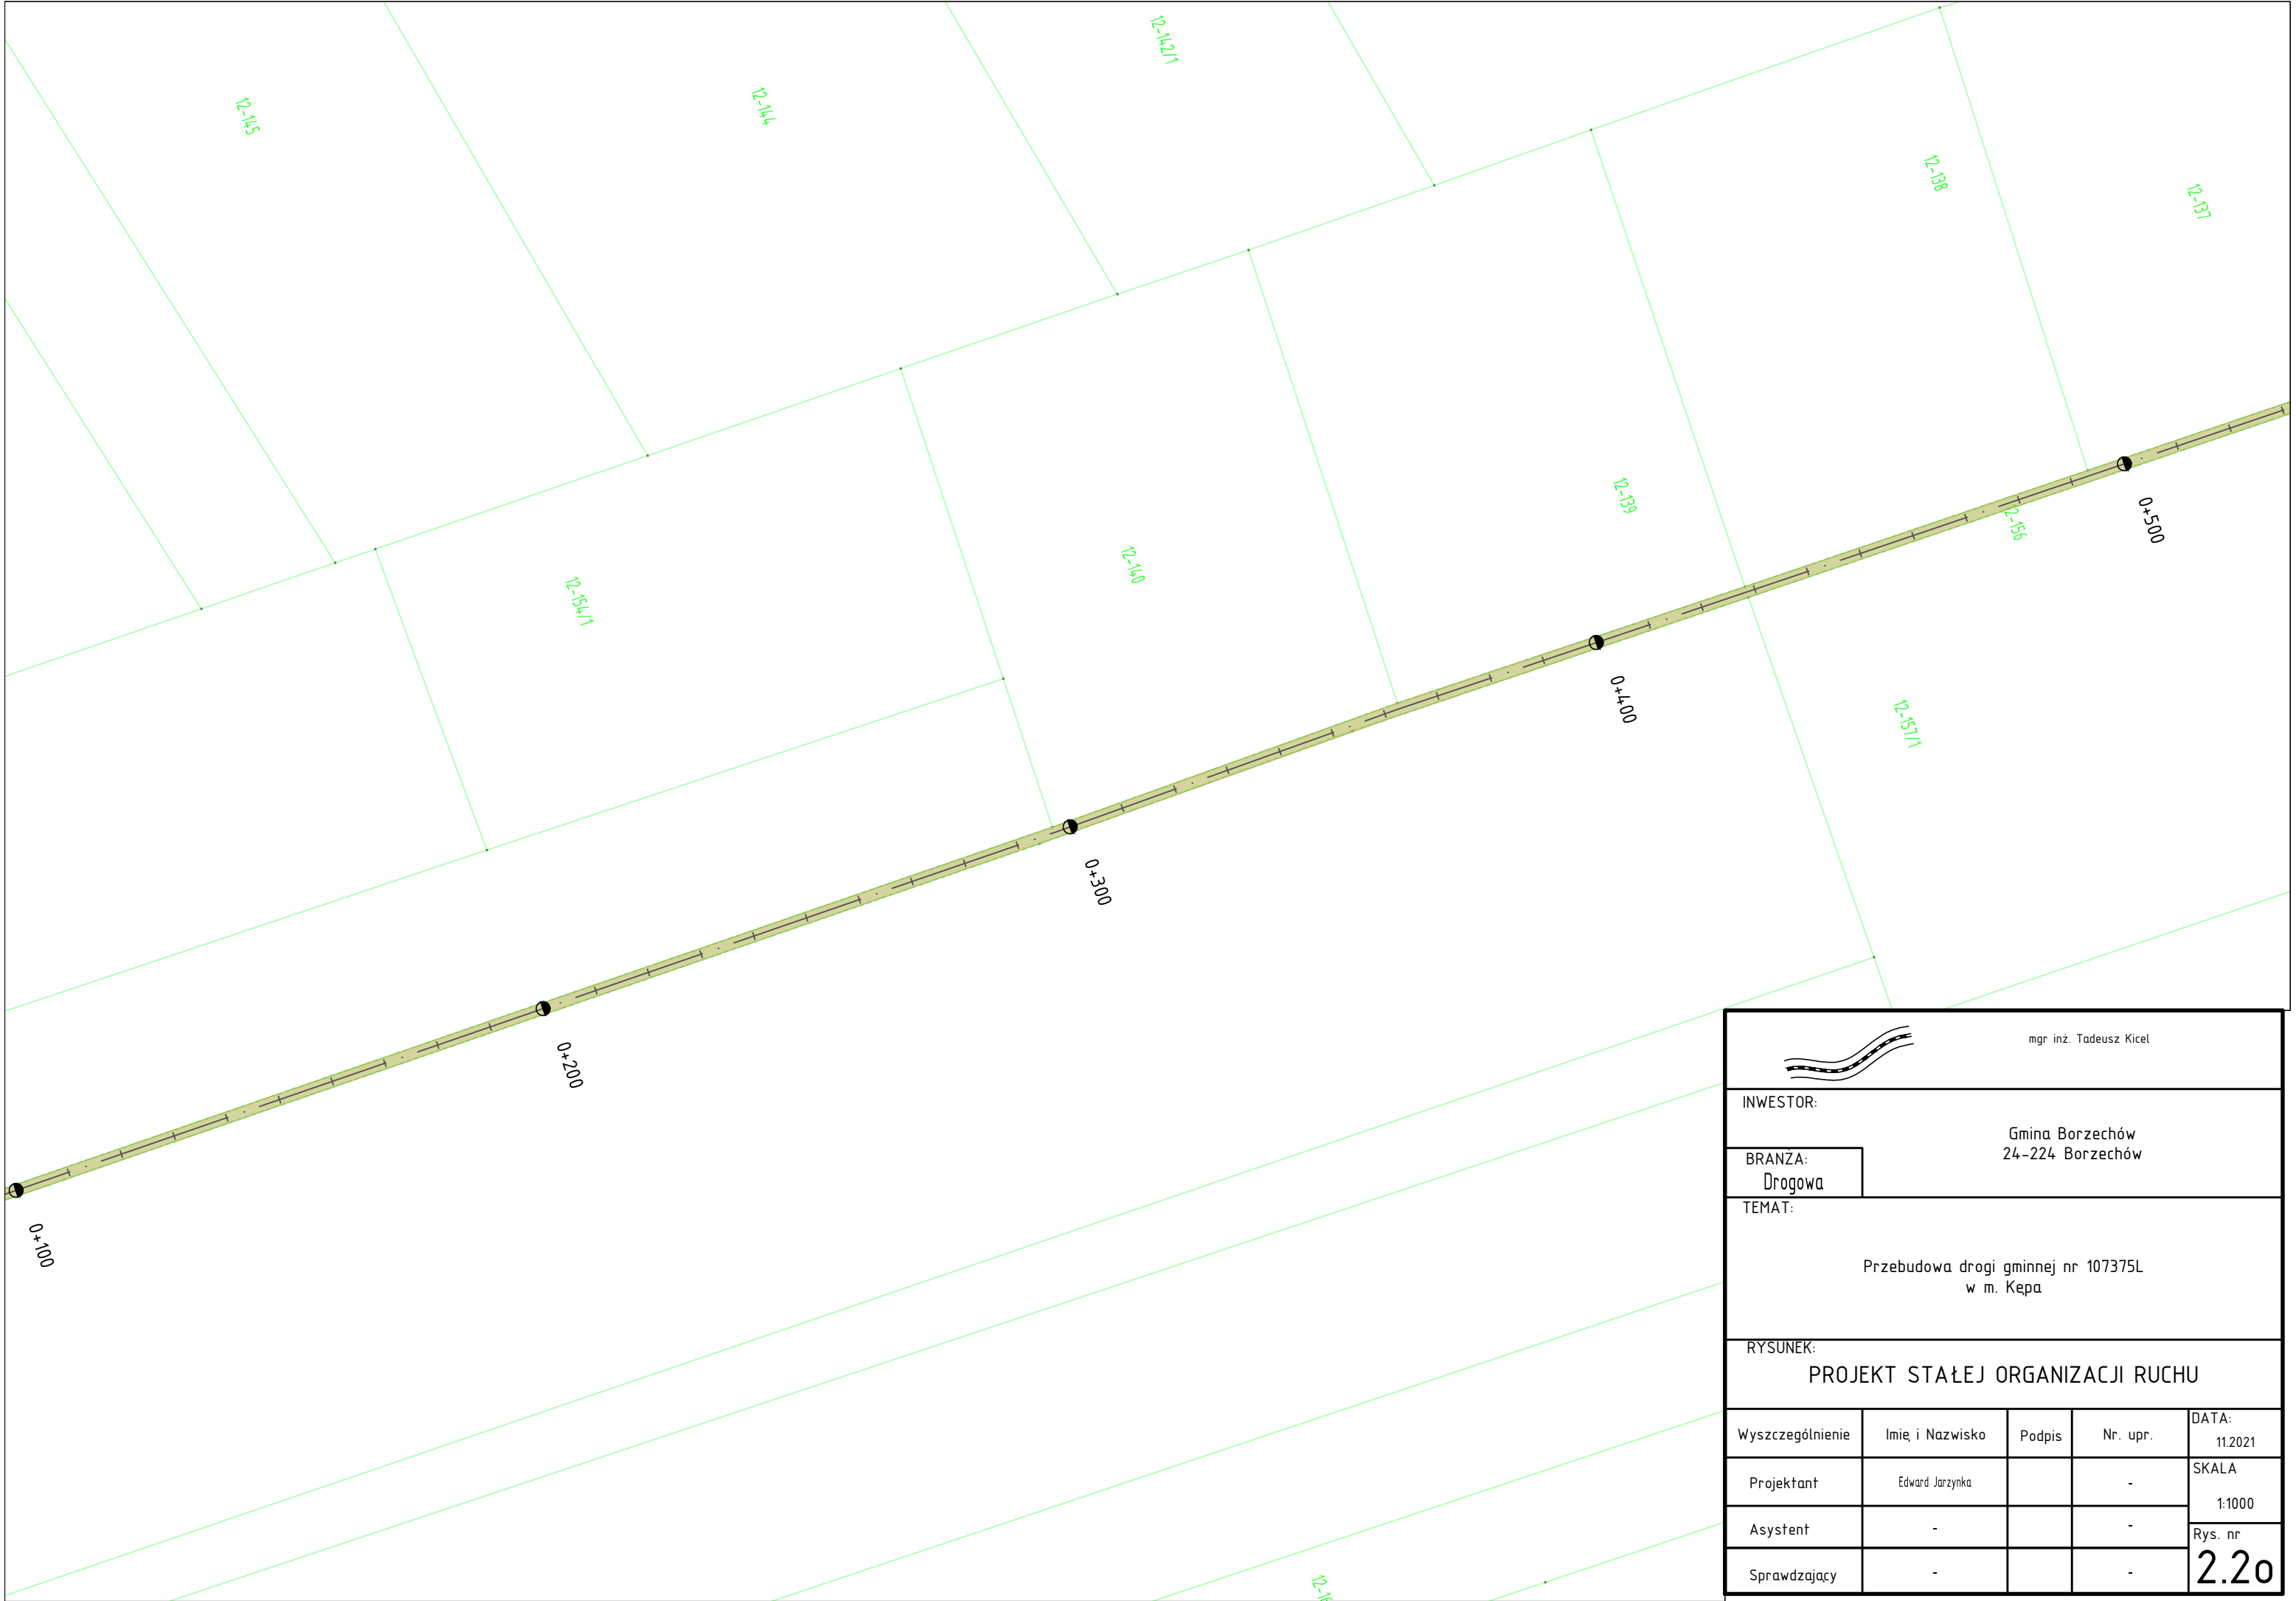 12-145
12-144
12-142/1
12-138
12-137
12-154/1
12-140
12-139
12-156
12-157/1
0+500
0+400
0+300
0+200
0+100
mgr inż. Tadeusz Kicel
INWESTOR:
Gmina Borzechów
24-224 Borzechów
BRANŻA:
Drogowa
TEMAT:
Przebudowa drogi gminnej nr 107375L
w m. Kępa
RYSUNEK:
PROJEKT STAŁEJ ORGANIZACJI RUCHU
Wyszczególnienie Imię i Nazwisko Podpis Nr. upr. DATA:
11.2021
Projektant Edward Jarzynka - SKALA
1:1000
Asystent - - Rys. nr
Sprawdzający - - 2.2o